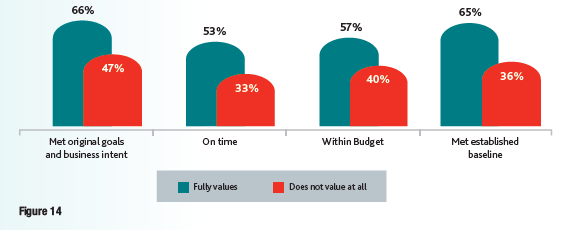 66%
47%
53%
33%
57%
40%
65%
36%
Met original goals
and business intent
On time
Within Budget
Met established
baseline
Fully values
Does not value at all
Figure 14